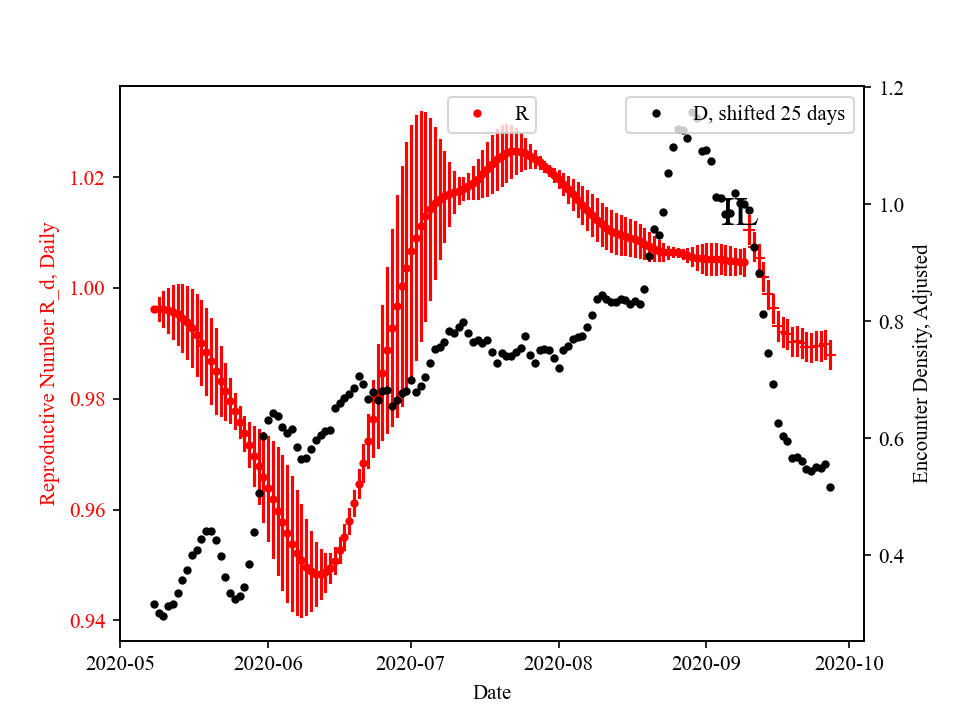 R
D, shifted 25 days
IL
1.02
1.00
0.98
0.96
0.94
Reproductive Number R_d, Daily
1.2
1.0
0.8
0.6
0.4
Encounter Density, Adjusted
2020-05
2020-06
2020-07
2020-08
2020-09
2020-10
Date